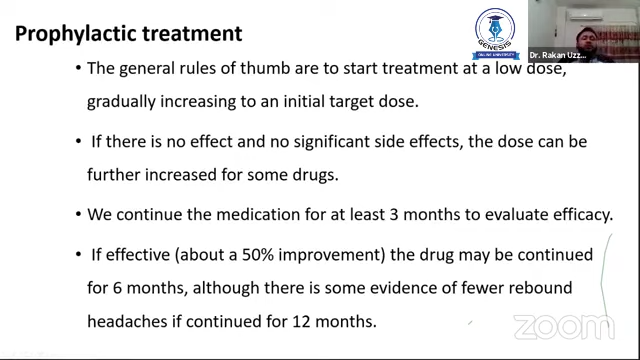 Prophylactic treatment
GENESIS
ONLINE UNIVERSITY
Dr. Rakan Uzz...
• The general rules of thumb are to start treatment at a low dose,
gradually increasing to an initial target dose.
• If there is no effect and no significant side effects, the dose can be
further increased for some drugs.
• We continue the medication for at least 3 months to evaluate efficacy.
• If effective (about a 50% improvement) the drug may be continued
for 6 months, although there is some evidence of fewer rebound
headaches if continued for 12 months.
zoom